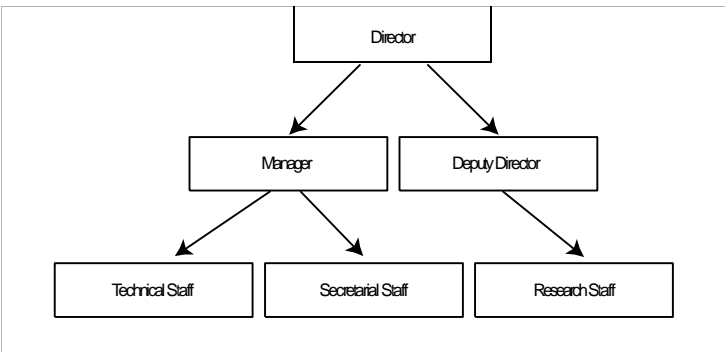 Director
Manager
Deputy Director
Technical Staff
Secretarial Staff
Research Staff